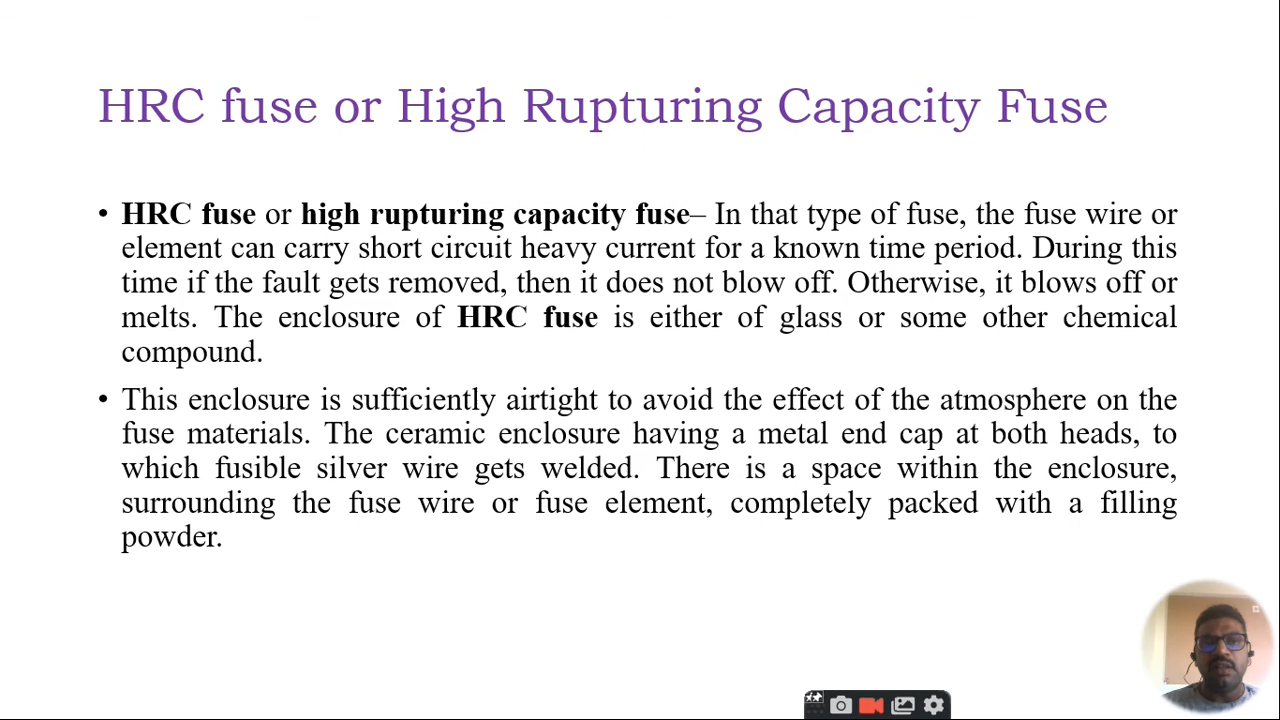 HRC fuse or High Rupturing Capacity Fuse
• HRC fuse or high rupturing capacity fuse– In that type of fuse, the fuse wire or
element can carry short circuit heavy current for a known time period. During this
time if the fault gets removed, then it does not blow off. Otherwise, it blows off or
melts. The enclosure of HRC fuse is either of glass or some other chemical
compound.
• This enclosure is sufficiently airtight to avoid the effect of the atmosphere on the
fuse materials. The ceramic enclosure having a metal end cap at both heads, to
which fusible silver wire gets welded. There is a space within the enclosure,
surrounding the fuse wire or fuse element, completely packed with a filling
powder.